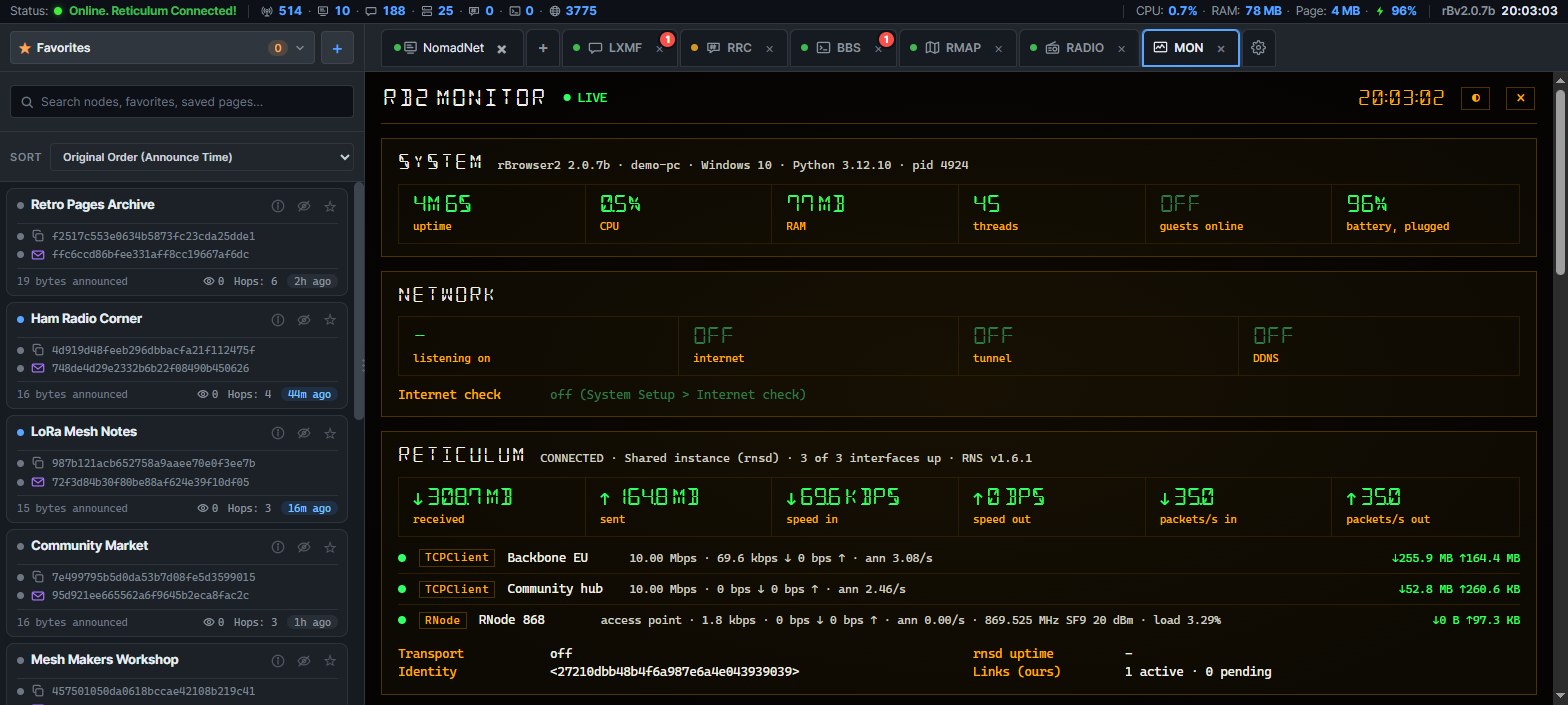 Status: Online. Reticulum Connected! 514 · 10 · 188 · 25 · 0 · 0 · 3775 CPU: 0.7% · RAM: 78 MB · Page: 4 MB · 96% rBv2.0.7b 20:03:03
Favorites 0 +
NomadNet × + LXMF × 1 RRC × BBS × 1 RMAP × RADIO × MON ×
Search nodes, favorites, saved pages...
SORT Original Order (Announce Time)
Retro Pages Archive
f2517c553e0634b5873fc23cda25dde1
ffc6ccd86bfee331aff8cc19667af6dc
19 bytes announced 0 Hops: 6 2h ago
Ham Radio Corner
4d919d48feeb296dbbacfa21f112475f
748de4d29e2332b6b22f08490b450626
16 bytes announced 0 Hops: 4 44m ago
LoRa Mesh Notes
987b121acb652758a9aaee70e0f3ee7b
72f3d84b30f80be88af624e39f10df05
15 bytes announced 0 Hops: 3 16m ago
Community Market
7e499795b5d0da53b7d08fe5d3599015
95d921ee665562a6f9645b2eca8fac2c
16 bytes announced 0 Hops: 3 1h ago
Mesh Makers Workshop
457501050da0618bccae42108b219c41
RB2 MONITOR LIVE 20:03:02 ×
SYSTEM rBrowser2 2.0.7b · demo-pc · Windows 10 · Python 3.12.10 · pid 4924
4M 6S 0.5% 77 MB 45 OFF 96%
uptime CPU RAM threads guests online battery, plugged
NETWORK
– OFF OFF OFF
listening on internet tunnel DDNS
Internet check off (System Setup > Internet check)
RETICULUM CONNECTED · Shared instance (rnsd) · 3 of 3 interfaces up · RNS v1.6.1
↓ 308.7 MB ↑ 164.8 MB ↓ 69.6 KBPS ↑ 0 BPS ↓ 35.0 ↑ 35.0
received sent speed in speed out packets/s in packets/s out
TCPClient Backbone EU 10.00 Mbps · 69.6 kbps ↓ 0 bps ↑ · ann 3.08/s ↓255.9 MB ↑164.4 MB
TCPClient Community hub 10.00 Mbps · 0 bps ↓ 0 bps ↑ · ann 2.46/s ↓52.8 MB ↑260.6 KB
RNode RNode 868 access point · 1.8 kbps · 0 bps ↓ 0 bps ↑ · ann 0.00/s · 869.525 MHz SF9 20 dBm · load 3.29% ↓0 B ↑97.3 KB
Transport off rnsd uptime –
Identity <27210dbb48b4f6a987e6a4e043939039> Links (ours) 1 active · 0 pending